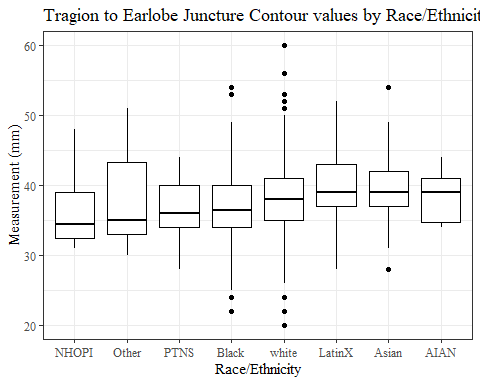 Tragion to Earlobe Juncture Contour values by Race/Ethnicit
Measurement (mm)
60
50
40
30
20
NHOPI Other PTNS Black white LatinX Asian AIAN
Race/Ethnicity